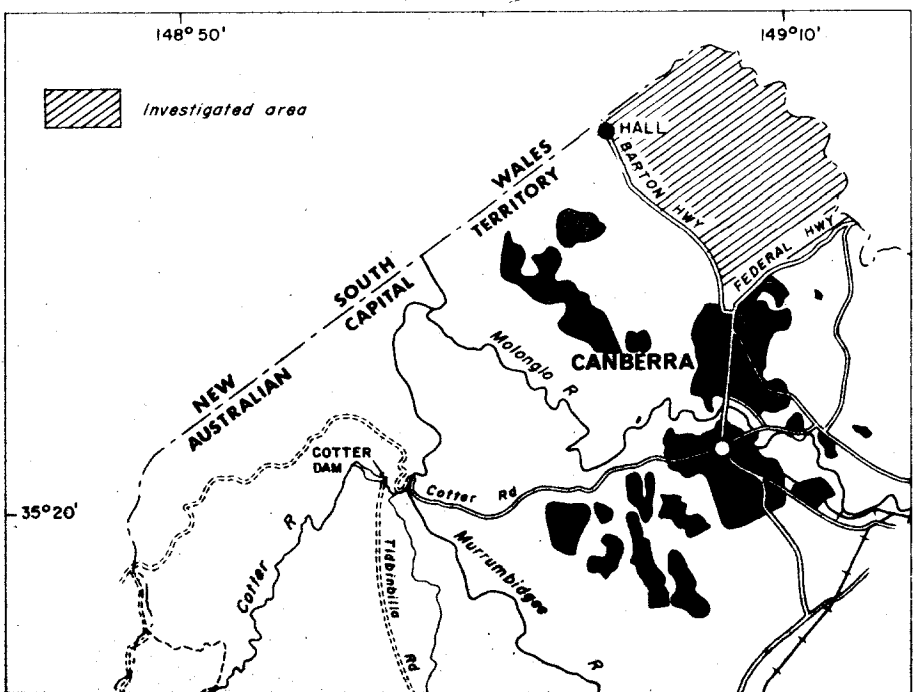 148°50'
149°10'
Investigated area
HALL
BARTON HWY
WALES
TERRITORY
FEDERAL HWY
SOUTH
CAPITAL
Molonglo R
CANBERRA
NEW
AUSTRALIAN
COTTER
DAM
Cotter Rd
35°20'
Cotter R
Tidbinbilla Rd
Murrumbidgee R